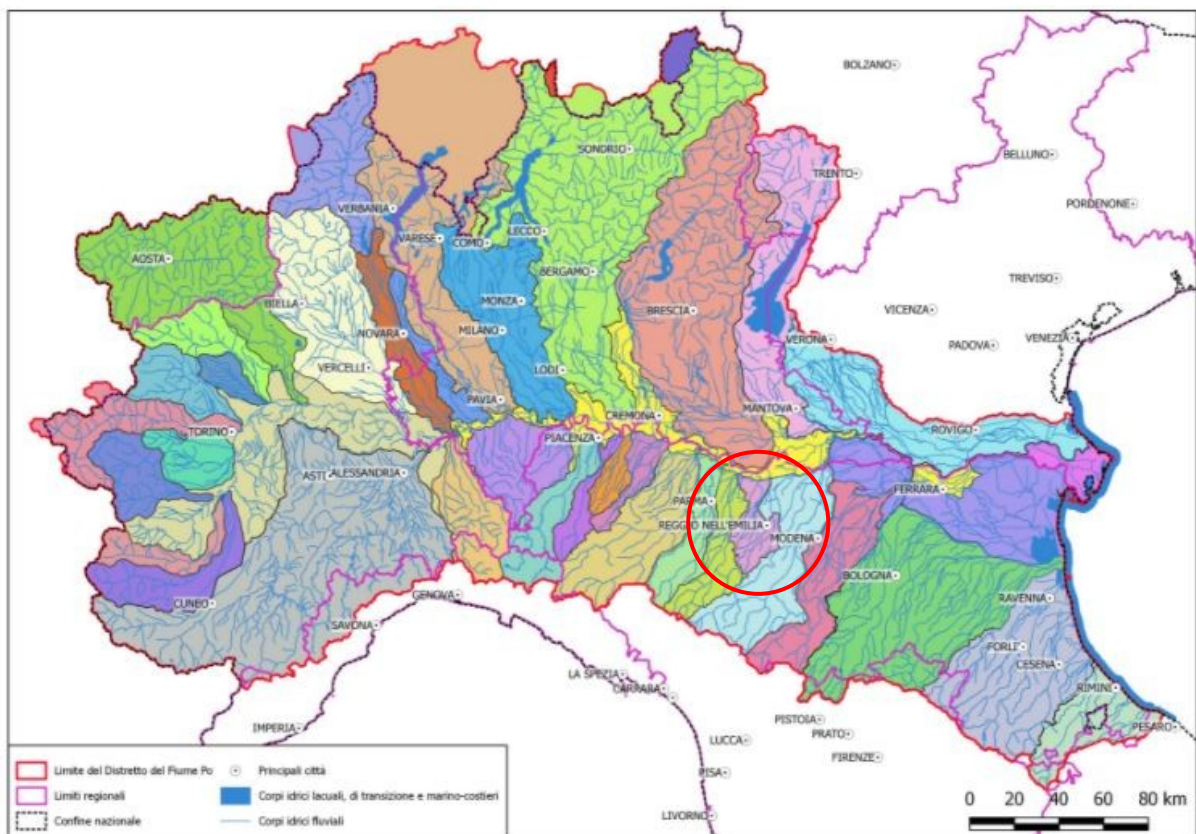 BOLZANO
SONDRIO
BELLUNO
TRENTO
PORDENONE
VERBANIA
VARESE
COMO
LECCO
AOSTA
BERGAMO
TREVISO
BIELLA
MONZA
BRESCIA
VICENZA
NOVARA
MILANO
VERONA
PADOVA
VENEZIA
VERCELLI
LODI
PAVIA
CREMONA
MANTOVA
TORINO
PIACENZA
ROVIGO
ASTI
ALESSANDRIA
FERRARA
PARMA
REGGIO NELL'EMILIA
MODENA
BOLOGNA
CUNEO
GENOVA
RAVENNA
SAVONA
FORLI'
CESENA
LA SPEZIA
CARRARA
RIMINI
IMPERIA
PISTOIA
PRATO
PESARO
LUCCA
FIRENZE
PISA
LIVORNO
Limite del Distretto del Fiume Po
Principali città
Limiti regionali
Corpi idrici lacuali, di transizione e marino-costieri
Confine nazionale
Corpi idrici fluviali
0 20 40 60 80 km